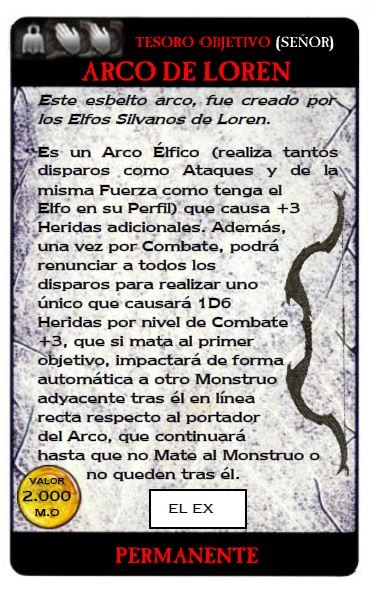 TESORO OBJETIVO (SEÑOR)
ARCO DE LOREN
Este esbelto arco, fue creado por
los Elfos Silvanos de Loren.
Es un Arco Élfico (realiza tantos
disparos como Ataques y de la
misma Fuerza como tenga el
Elfo en su Perfil) que causa +3
Heridas adicionales. Además,
una vez por Combate, podrá
renunciar a todos los
disparos para realizar uno
único que causará 1D6
Heridas por nivel de Combate
+3, que si mata al primer
objetivo, impactará de forma
automática a otro Monstruo
adyacente tras él en línea
recta respecto al portador
del Arco, que continuará
hasta que no Mate al Monstruo o
no queden tras él.
VALOR
2.000
M.O
EL EX
PERMANENTE